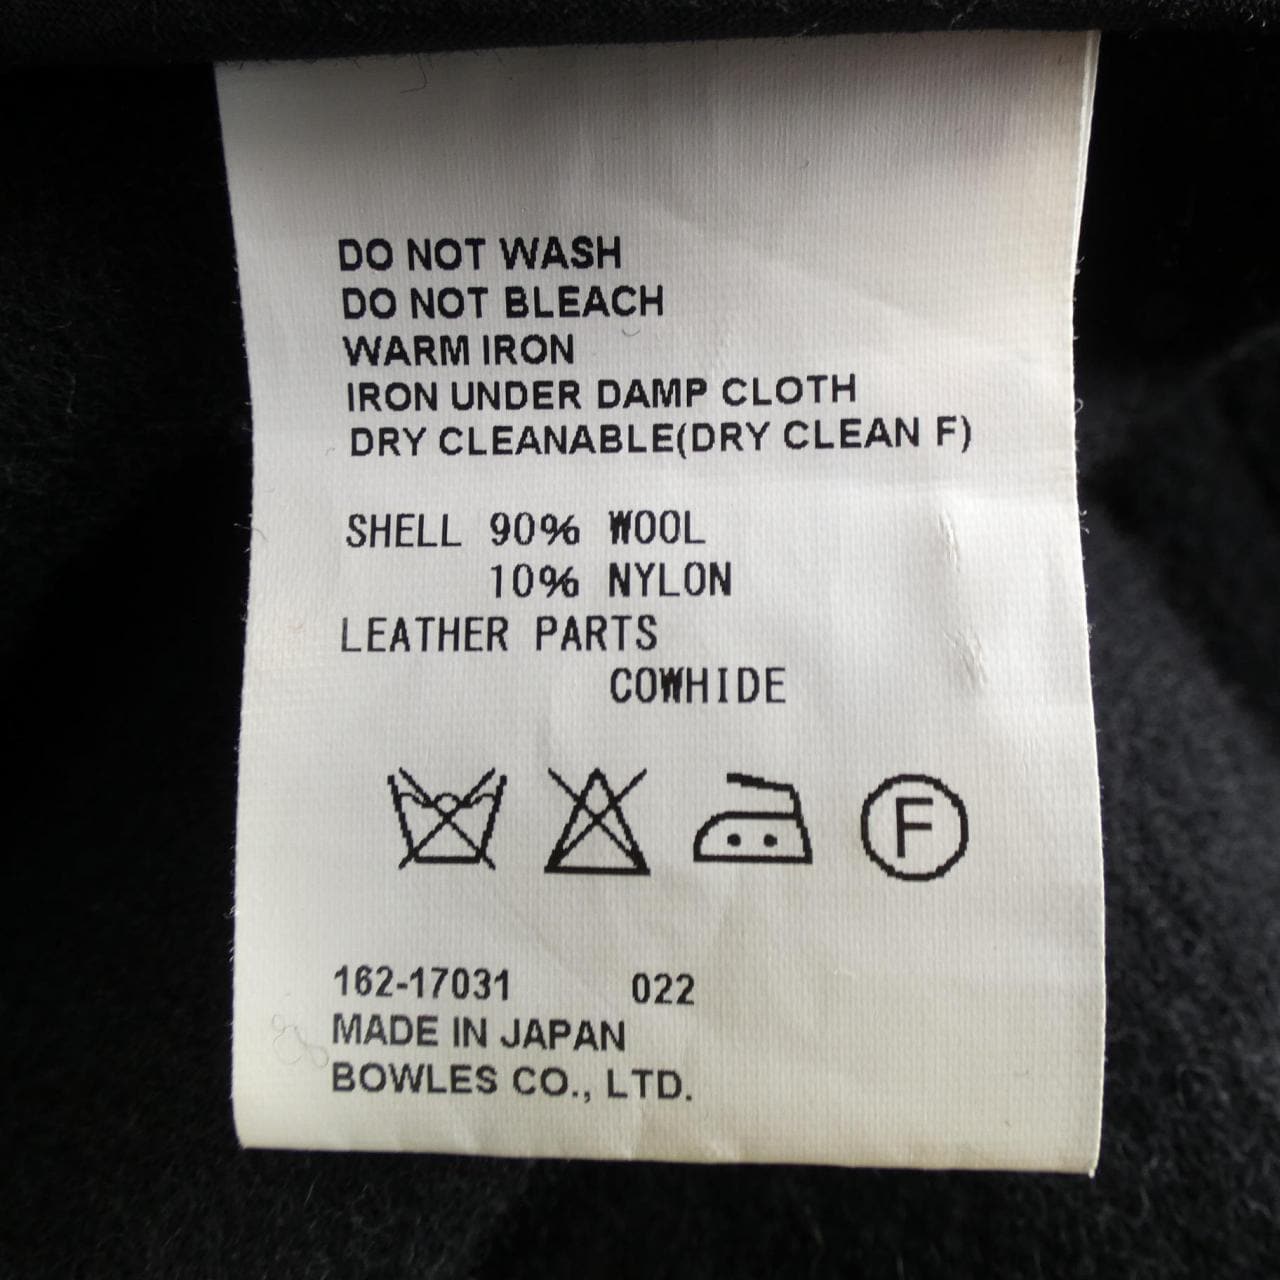 DO NOT WASH
DO NOT BLEACH
WARM IRON
IRON UNDER DAMP CLOTH
DRY CLEANABLE(DRY CLEAN F)
SHELL 90% WOOL
10% NYLON
LEATHER PARTS
COWHIDE
F
162-17031 022
MADE IN JAPAN
BOWLES CO., LTD.